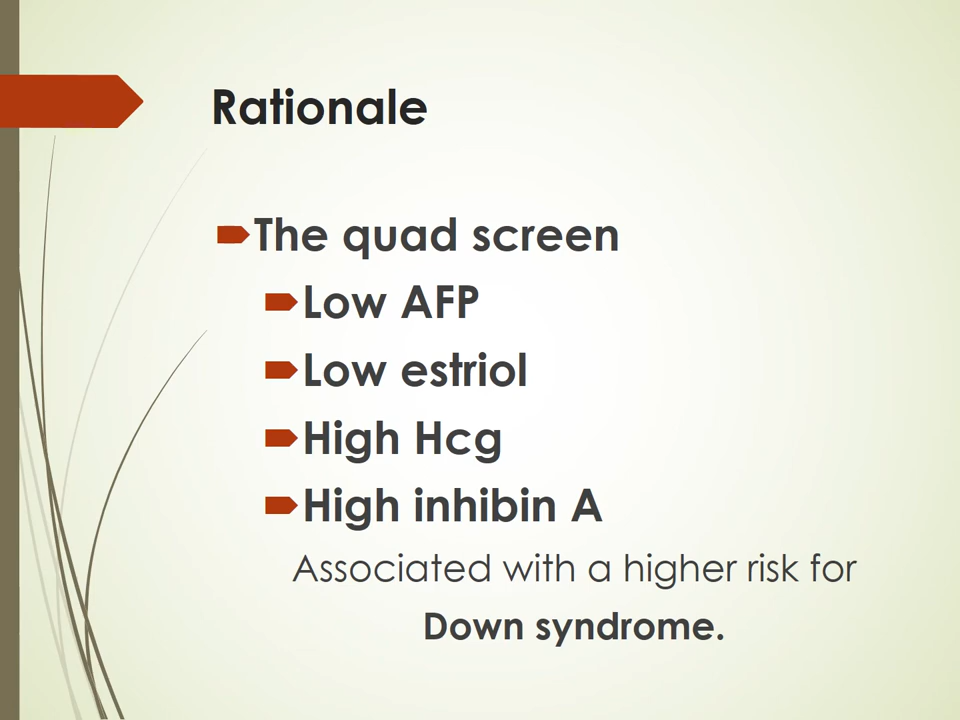 Rationale
The quad screen
Low AFP
Low estriol
High Hcg
High inhibin A
Associated with a higher risk for
Down syndrome.